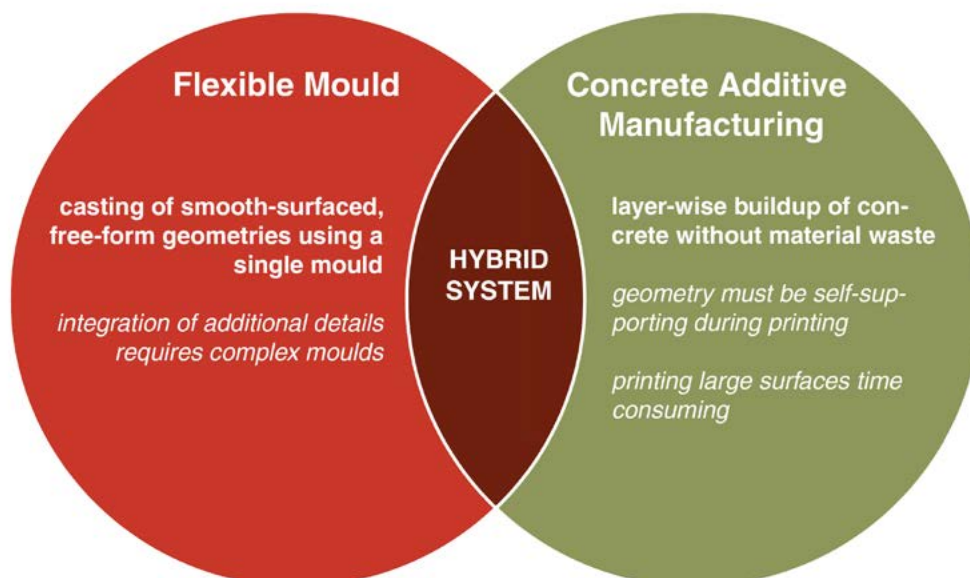 Flexible Mould
casting of smooth-surfaced,
free-form geometries using a
single mould
integration of additional details
requires complex moulds
HYBRID
SYSTEM
Concrete Additive
Manufacturing
layer-wise buildup of con-
crete without material waste
geometry must be self-sup-
porting during printing
printing large surfaces time
consuming